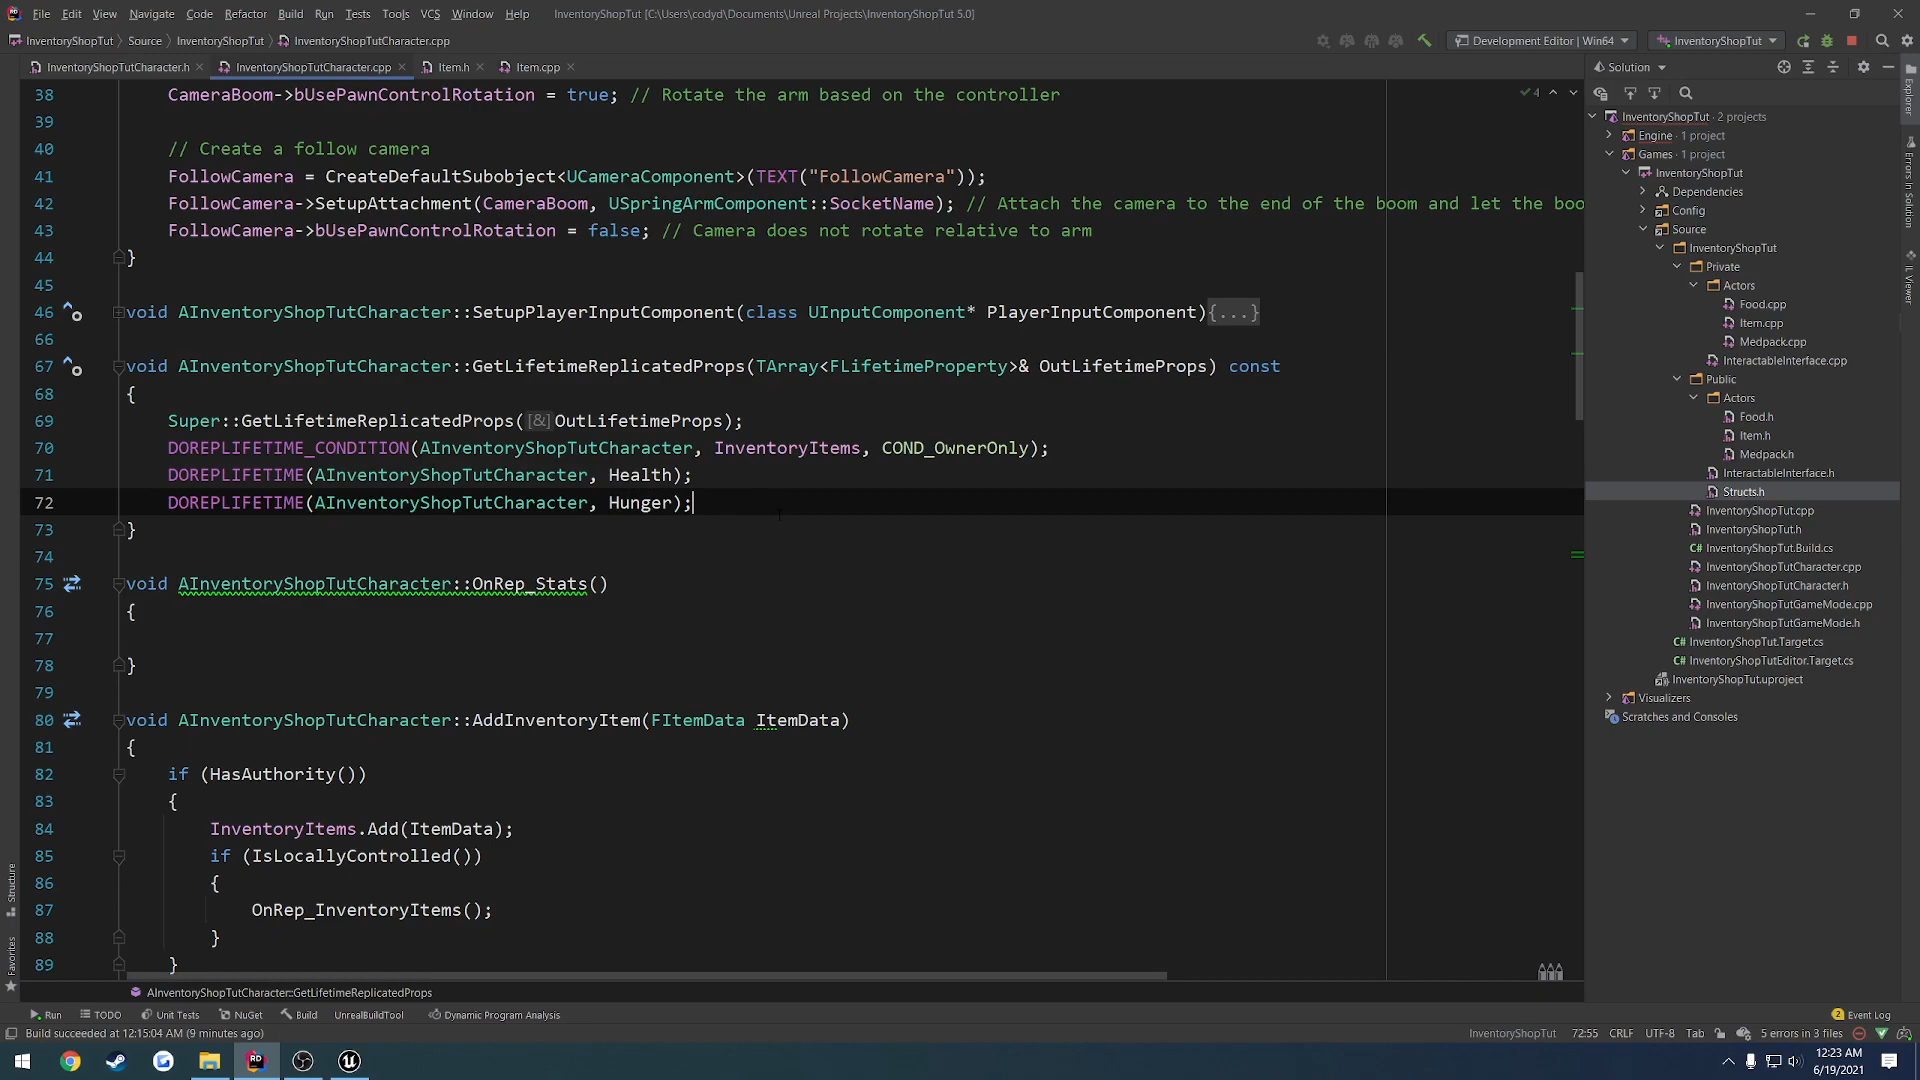 File Edit View Navigate Code Refactor Build Run Tests Tools VCS Window Help InventoryShopTut [C:\Users\codyd\Documents\Unreal Projects\InventoryShopTut 5.0]
InventoryShopTut Source InventoryShopTut InventoryShopTutCharacter.cpp Development Editor | Win64 InventoryShopTut
InventoryShopTutCharacter.h InventoryShopTutCharacter.cpp Item.h Item.cpp
38 CameraBoom->bUsePawnControlRotation = true; // Rotate the arm based on the controller
39
40 // Create a follow camera
41 FollowCamera = CreateDefaultSubobject<UCameraComponent>(TEXT("FollowCamera"));
42 FollowCamera->SetupAttachment(CameraBoom, USpringArmComponent::SocketName); // Attach the camera to the end of the boom and let the boo
43 FollowCamera->bUsePawnControlRotation = false; // Camera does not rotate relative to arm
44 }
45
46 void AInventoryShopTutCharacter::SetupPlayerInputComponent(class UInputComponent* PlayerInputComponent){...}
66
67 void AInventoryShopTutCharacter::GetLifetimeReplicatedProps(TArray<FLifetimeProperty>& OutLifetimeProps) const
68 {
69 Super::GetLifetimeReplicatedProps([&]OutLifetimeProps);
70 DOREPLIFETIME_CONDITION(AInventoryShopTutCharacter, InventoryItems, COND_OwnerOnly);
71 DOREPLIFETIME(AInventoryShopTutCharacter, Health);
72 DOREPLIFETIME(AInventoryShopTutCharacter, Hunger);
73 }
74
75 void AInventoryShopTutCharacter::OnRep_Stats()
76 {
77
78 }
79
80 void AInventoryShopTutCharacter::AddInventoryItem(FItemData ItemData)
81 {
82 if (HasAuthority())
83 {
84 InventoryItems.Add(ItemData);
85 if (IsLocallyControlled())
86 {
87 OnRep_InventoryItems();
88 }
89 }
4
Solution
InventoryShopTut · 2 projects
Engine · 1 project
Games · 1 project
InventoryShopTut
Dependencies
Config
Source
InventoryShopTut
Private
Actors
Food.cpp
Item.cpp
Medpack.cpp
InteractableInterface.cpp
Public
Actors
Food.h
Item.h
Medpack.h
InteractableInterface.h
Structs.h
InventoryShopTut.cpp
InventoryShopTut.h
C# InventoryShopTut.Build.cs
InventoryShopTutCharacter.cpp
InventoryShopTutCharacter.h
InventoryShopTutGameMode.cpp
InventoryShopTutGameMode.h
C# InventoryShopTut.Target.cs
C# InventoryShopTutEditor.Target.cs
InventoryShopTut.uproject
Visualizers
Scratches and Consoles
Explorer
Errors In Solution
IL Viewer
Structure
Favorites
AInventoryShopTutCharacter::GetLifetimeReplicatedProps
Run TODO Unit Tests NuGet Build UnrealBuildTool Dynamic Program Analysis 2 Event Log
Build succeeded at 12:15:04 AM (9 minutes ago) InventoryShopTut 72:55 CRLF UTF-8 Tab 5 errors in 3 files
RD
12:23 AM
6/19/2021